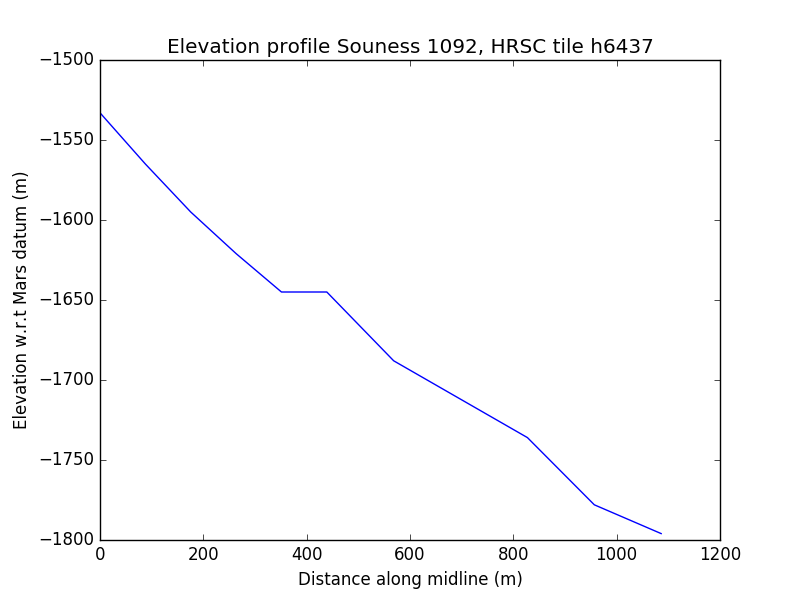 Elevation profile Souness 1092, HRSC tile h6437
−1500
−1550
−1600
−1650
−1700
−1750
−1800
Elevation w.r.t Mars datum (m)
0 200 400 600 800 1000 1200
Distance along midline (m)